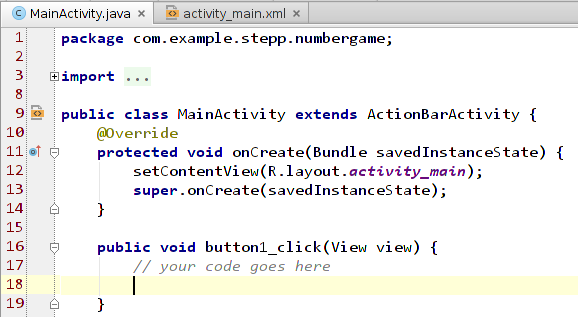 MainActivity.java × activity_main.xml ×
1 package com.example.stepp.numbergame;
2
3 import ...
8
9 public class MainActivity extends ActionBarActivity {
10 @Override
11 protected void onCreate(Bundle savedInstanceState) {
12 setContentView(R.layout.activity_main);
13 super.onCreate(savedInstanceState);
14 }
15
16 public void button1_click(View view) {
17 // your code goes here
18
19 }